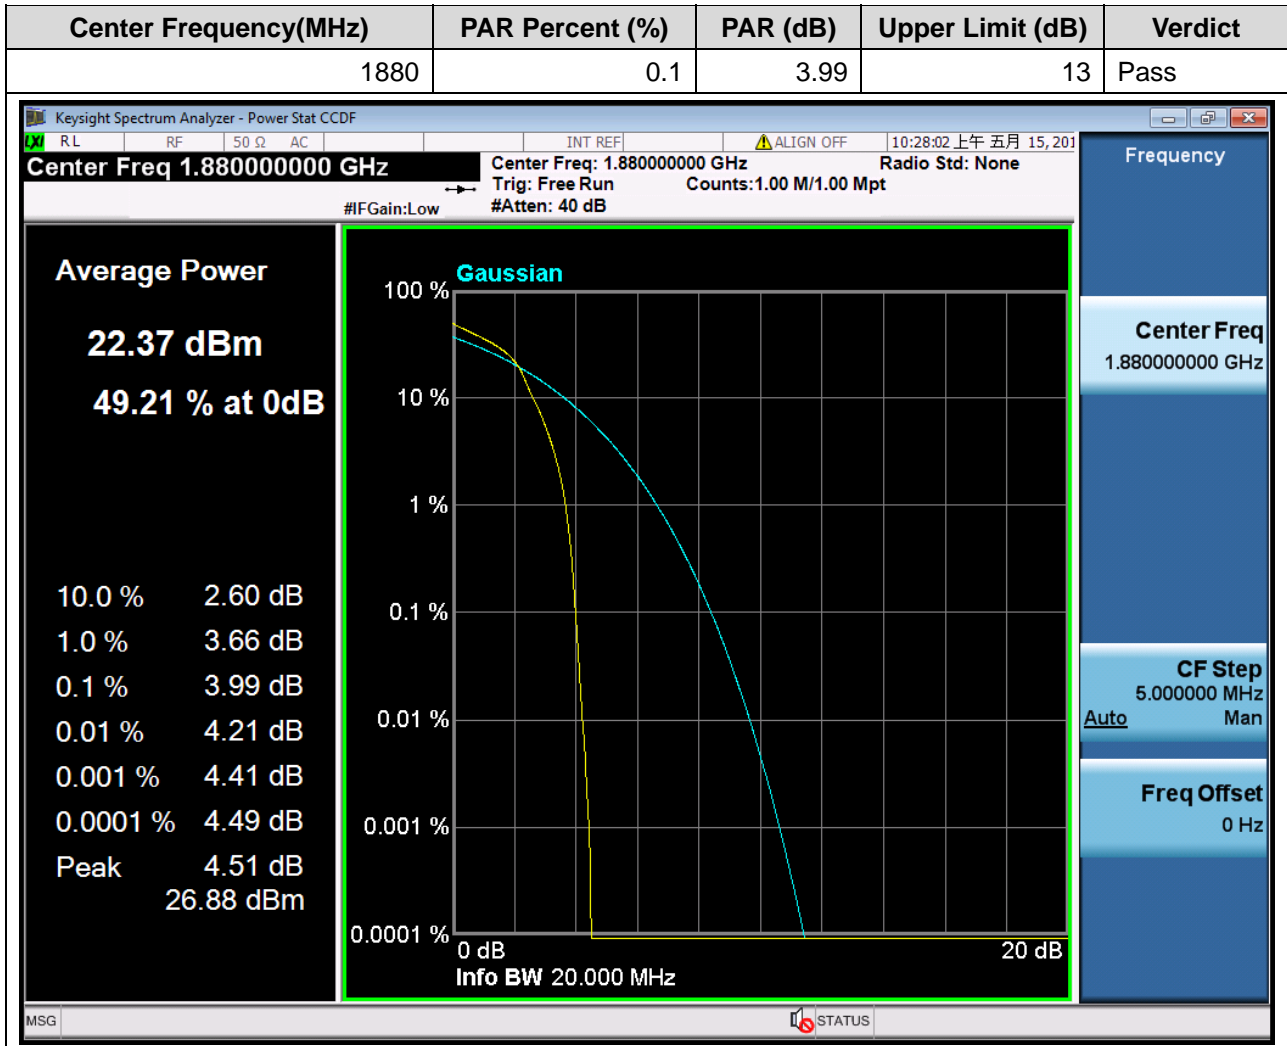 Center Frequency(MHz) PAR Percent (%) PAR (dB) Upper Limit (dB) Verdict
1880 0.1 3.99 13 Pass
Keysight Spectrum Analyzer - Power Stat CCDF
LXI RL RF 50 Ω AC INT REF ALIGN OFF 10:28:02 上午 五月 15, 201
Center Freq 1.880000000 GHz
Center Freq: 1.880000000 GHz Radio Std: None
Trig: Free Run Counts:1.00 M/1.00 Mpt
#IFGain:Low #Atten: 40 dB
Average Power
22.37 dBm
49.21 % at 0dB
10.0 % 2.60 dB
1.0 % 3.66 dB
0.1 % 3.99 dB
0.01 % 4.21 dB
0.001 % 4.41 dB
0.0001 % 4.49 dB
Peak 4.51 dB
26.88 dBm
Gaussian
100 %
10 %
1 %
0.1 %
0.01 %
0.001 %
0.0001 %
0 dB 20 dB
Info BW 20.000 MHz
Frequency
Center Freq
1.880000000 GHz
CF Step
5.000000 MHz
Auto Man
Freq Offset
0 Hz
MSG STATUS